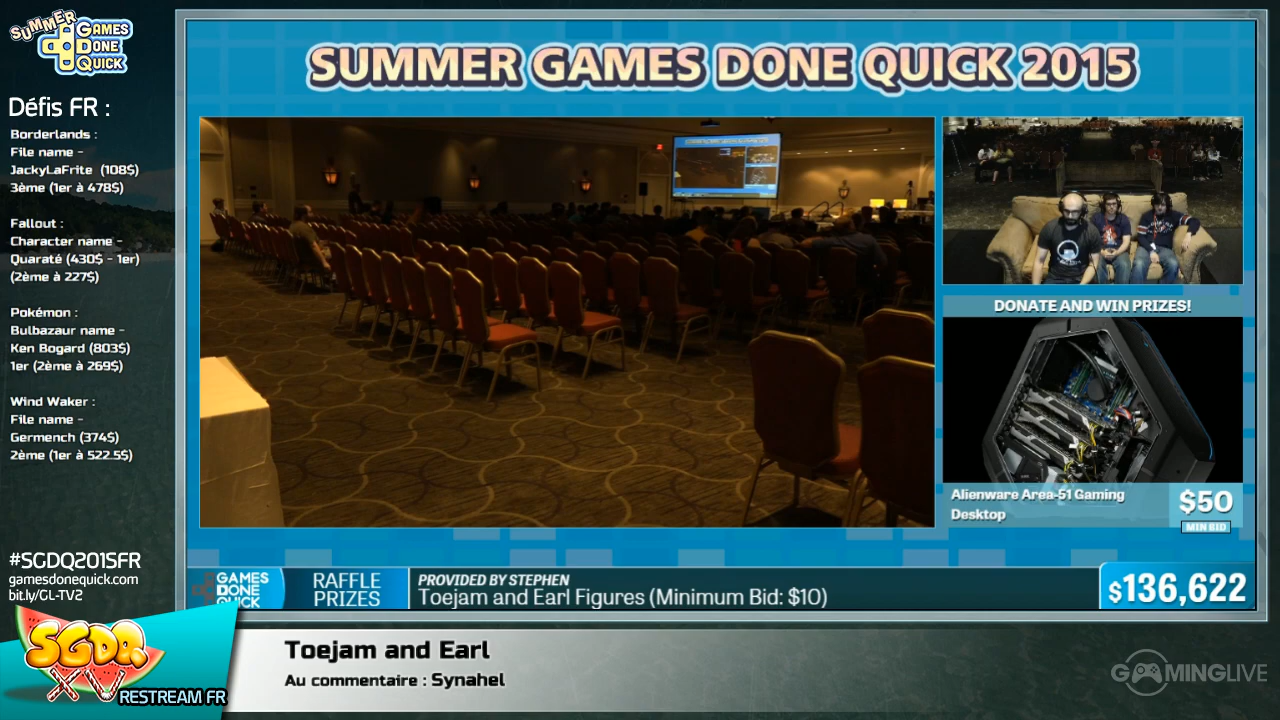 SUMMER
GAMES
DONE
QUICK
Défis FR :
Borderlands :
File name -
JackyLaFrite (108$)
3ème (1er à 478$)
Fallout :
Character name -
Quaraté (430$ - 1er)
(2ème à 227$)
Pokémon :
Bulbazaur name -
Ken Bogard (803$)
1er (2ème à 269$)
Wind Waker :
File name -
Germench (374$)
2ème (1er à 522.5$)
#SGDQ2015FR
gamesdonequick.com
bit.ly/GL-TV2
SGDQ
RESTREAM FR
SUMMER GAMES DONE QUICK 2015
DONATE AND WIN PRIZES!
Alienware Area-51 Gaming
Desktop
$50
MIN BID
GAMES
DONE
QUICK
RAFFLE
PRIZES
PROVIDED BY STEPHEN
Toejam and Earl Figures (Minimum Bid: $10)
$136,622
Toejam and Earl
Au commentaire : Synahel
GAMINGLIVE